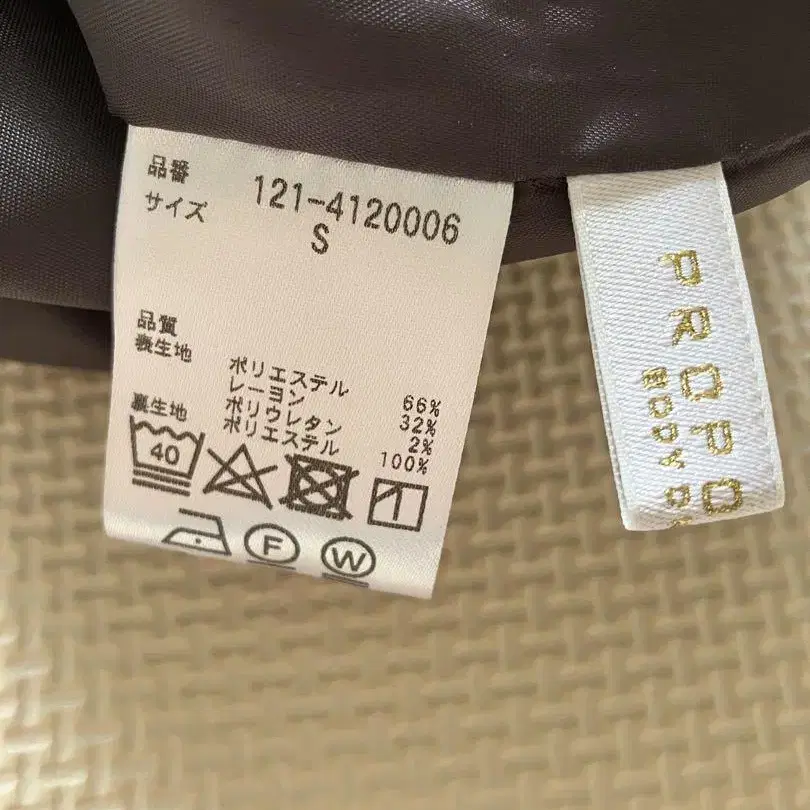 品番 121-4120006
サイズ S
品質
表生地 ポリエステル 66%
レーヨン 32%
ポリウレタン 2%
裏生地 ポリエステル 100%
40
F
W
PROPO
BODY